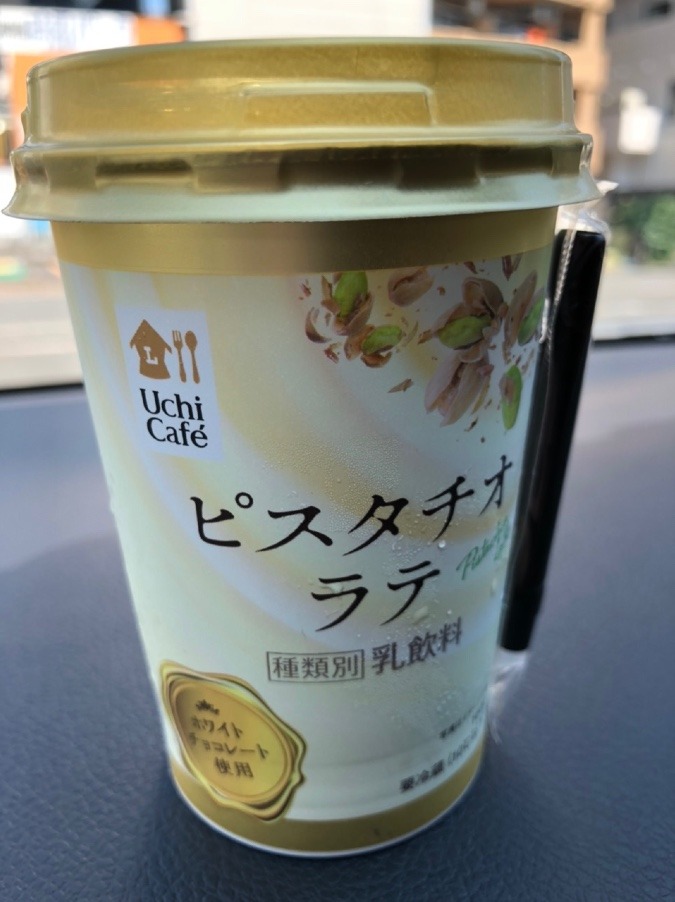 L
Uchi
Café
ピスタチオ
ラテ
種類別 乳飲料
ホワイト
チョコレート
使用
要冷蔵